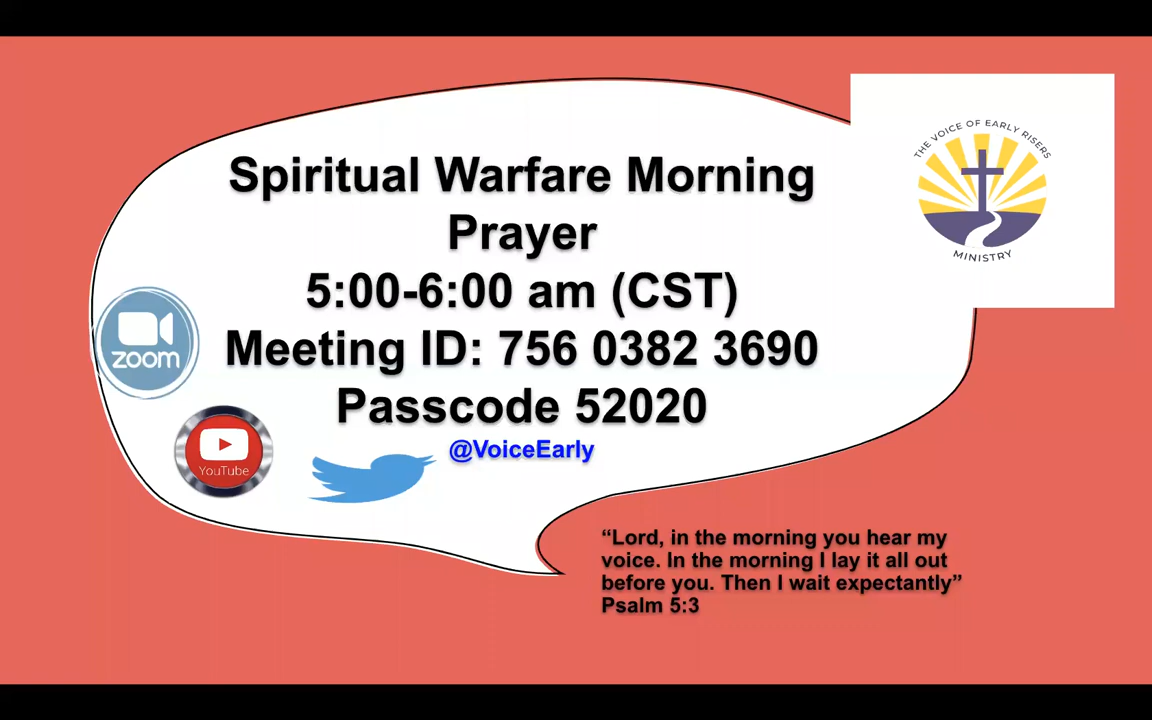 THE VOICE OF EARLY RISERS
MINISTRY
Spiritual Warfare Morning
Prayer
5:00-6:00 am (CST)
Meeting ID: 756 0382 3690
Passcode 52020
@VoiceEarly
zoom
YouTube
“Lord, in the morning you hear my
voice. In the morning I lay it all out
before you. Then I wait expectantly”
Psalm 5:3